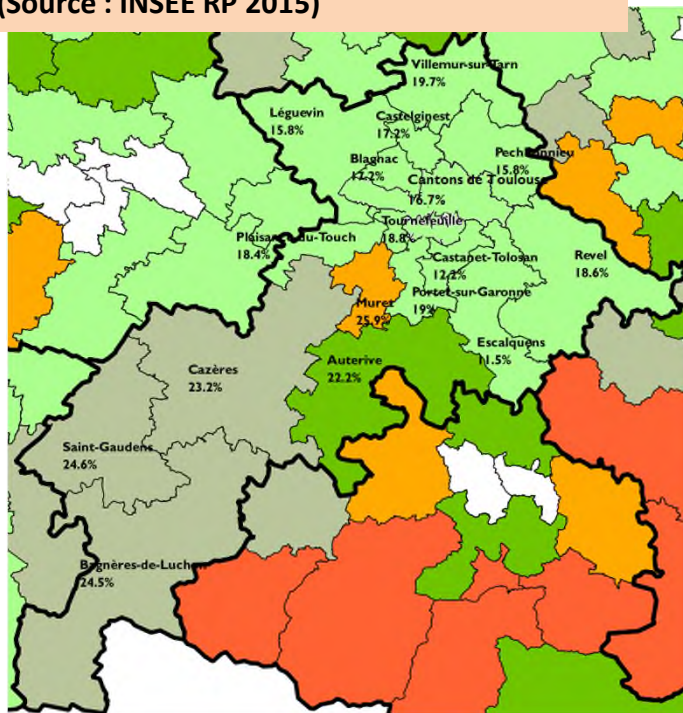 (Source : INSEE RP 2015)
Villemur-sur-Tarn
19.7%
Léguevin
15.8%
Castelginest
17.2%
Pechbonnieu
15.8%
Blagnac
17.2%
Cantons de Toulouse
16.7%
Tournefeuille
18.8%
Plaisance-du-Touch
18.4%
Castanet-Tolosan
12.2%
Revel
18.6%
Portet-sur-Garonne
19%
Muret
25.9%
Escalquens
11.5%
Auterive
22.2%
Cazères
23.2%
Saint-Gaudens
24.6%
Bagnères-de-Luchon
24.5%